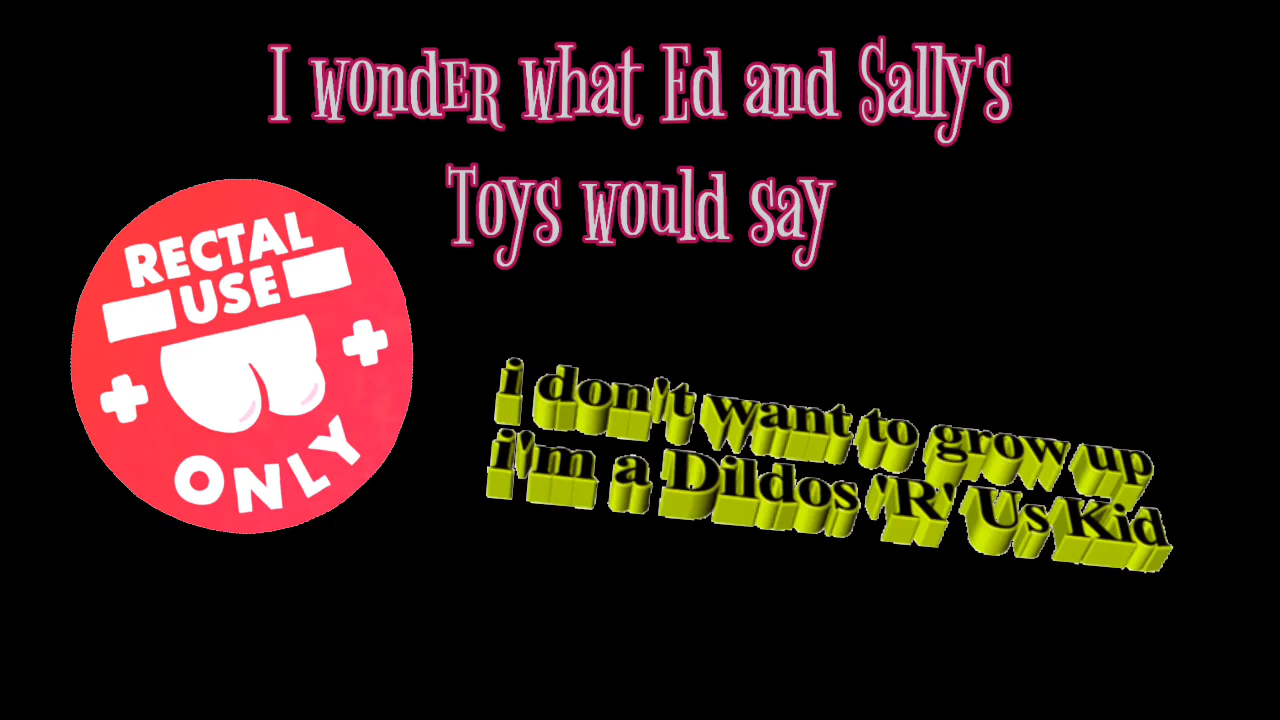 I wonder what Ed and Sally's
Toys would say
RECTAL
USE
ONLY
i don't want to grow up
i'm a Dildos 'R' Us Kid